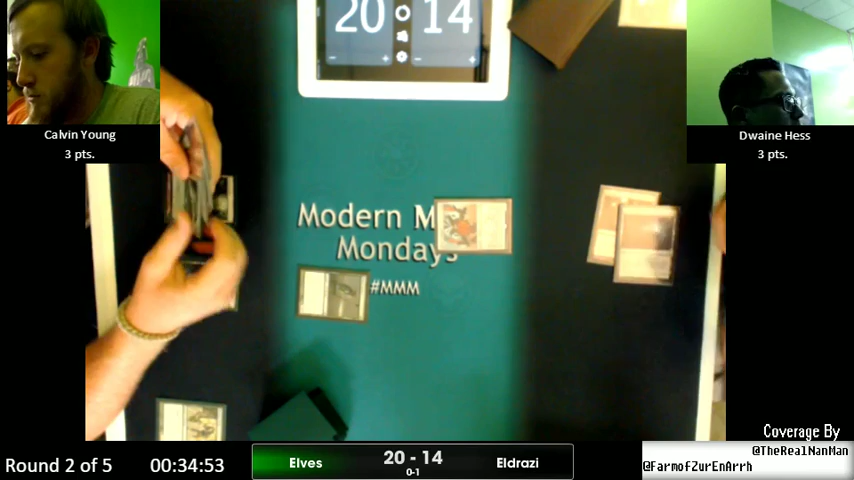 20 14
Calvin Young
3 pts.
Dwaine Hess
3 pts.
Modern M
Mondays
#MMM
Coverage By
@TheRealNanMan
@FarmofZurEnArrh
Round 2 of 5
00:34:53
Elves
20 - 14
0-1
Eldrazi